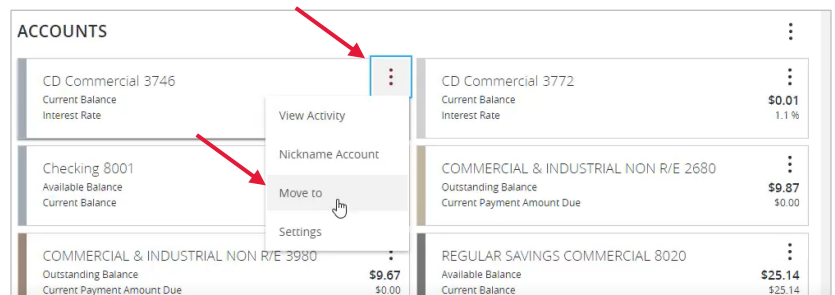 ACCOUNTS
CD Commercial 3746
Current Balance
Interest Rate
View Activity
Nickname Account
Move to
Settings
CD Commercial 3772
Current Balance $0.01
Interest Rate 1.1 %
Checking 8001
Available Balance
Current Balance
COMMERCIAL & INDUSTRIAL NON R/E 2680
Outstanding Balance $9.87
Current Payment Amount Due $0.00
COMMERCIAL & INDUSTRIAL NON R/E 3980
Outstanding Balance $9.67
Current Payment Amount Due $0.00
REGULAR SAVINGS COMMERCIAL 8020
Available Balance $25.14
Current Balance $25.14